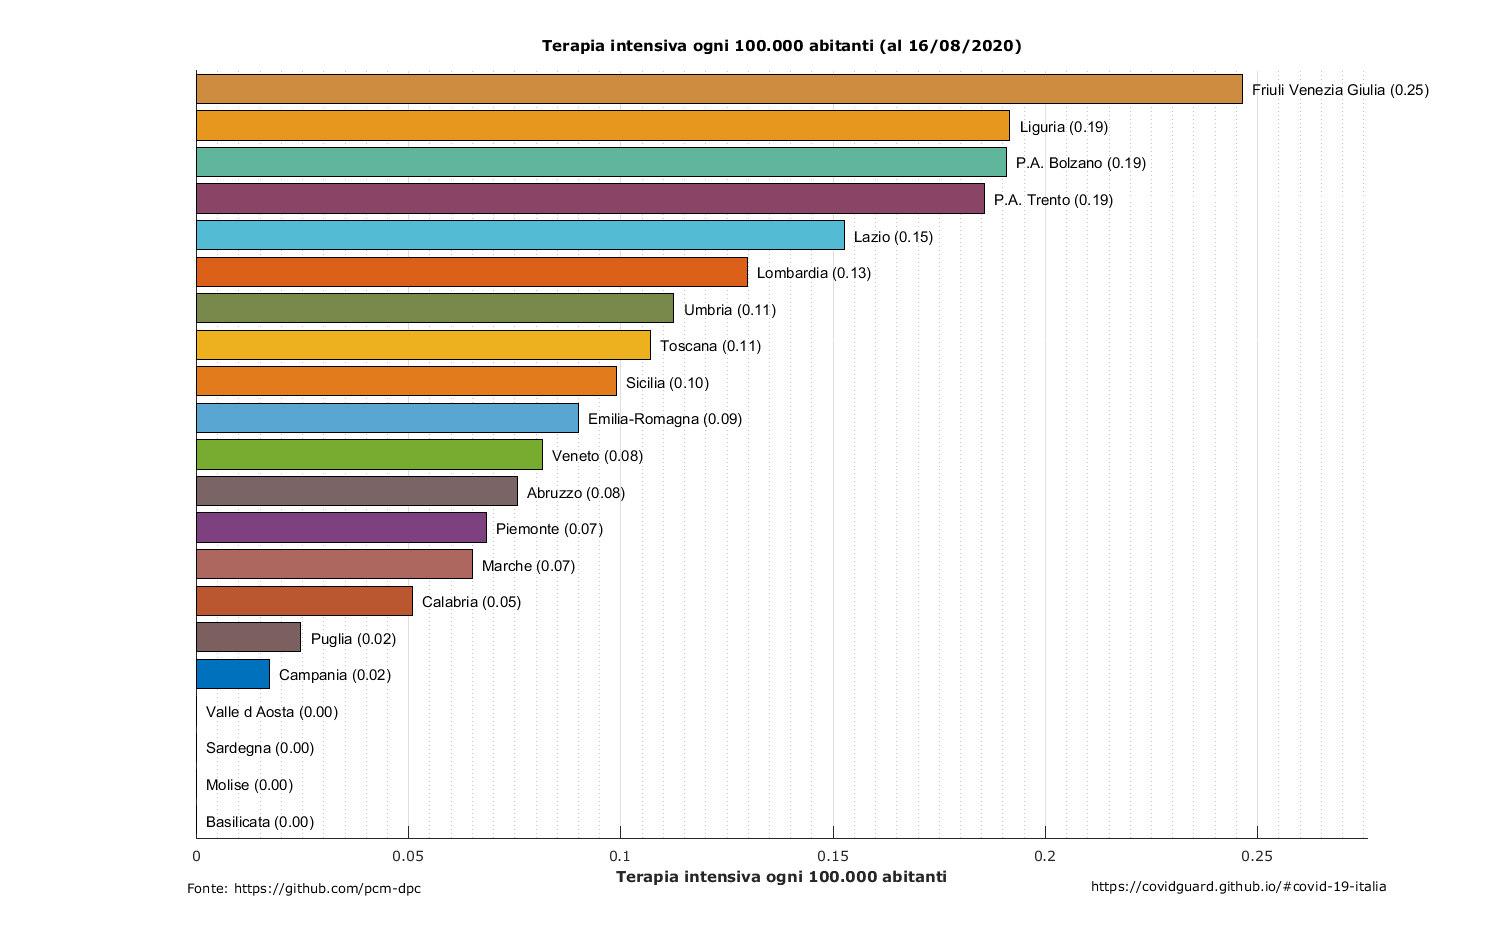 Terapia intensiva ogni 100.000 abitanti (al 16/08/2020)
Friuli Venezia Giulia (0.25)
Liguria (0.19)
P.A. Bolzano (0.19)
P.A. Trento (0.19)
Lazio (0.15)
Lombardia (0.13)
Umbria (0.11)
Toscana (0.11)
Sicilia (0.10)
Emilia-Romagna (0.09)
Veneto (0.08)
Abruzzo (0.08)
Piemonte (0.07)
Marche (0.07)
Calabria (0.05)
Puglia (0.02)
Campania (0.02)
Valle d Aosta (0.00)
Sardegna (0.00)
Molise (0.00)
Basilicata (0.00)
0 0.05 0.1 0.15 0.2 0.25
Terapia intensiva ogni 100.000 abitanti
Fonte: https://github.com/pcm-dpc
https://covidguard.github.io/#covid-19-italia